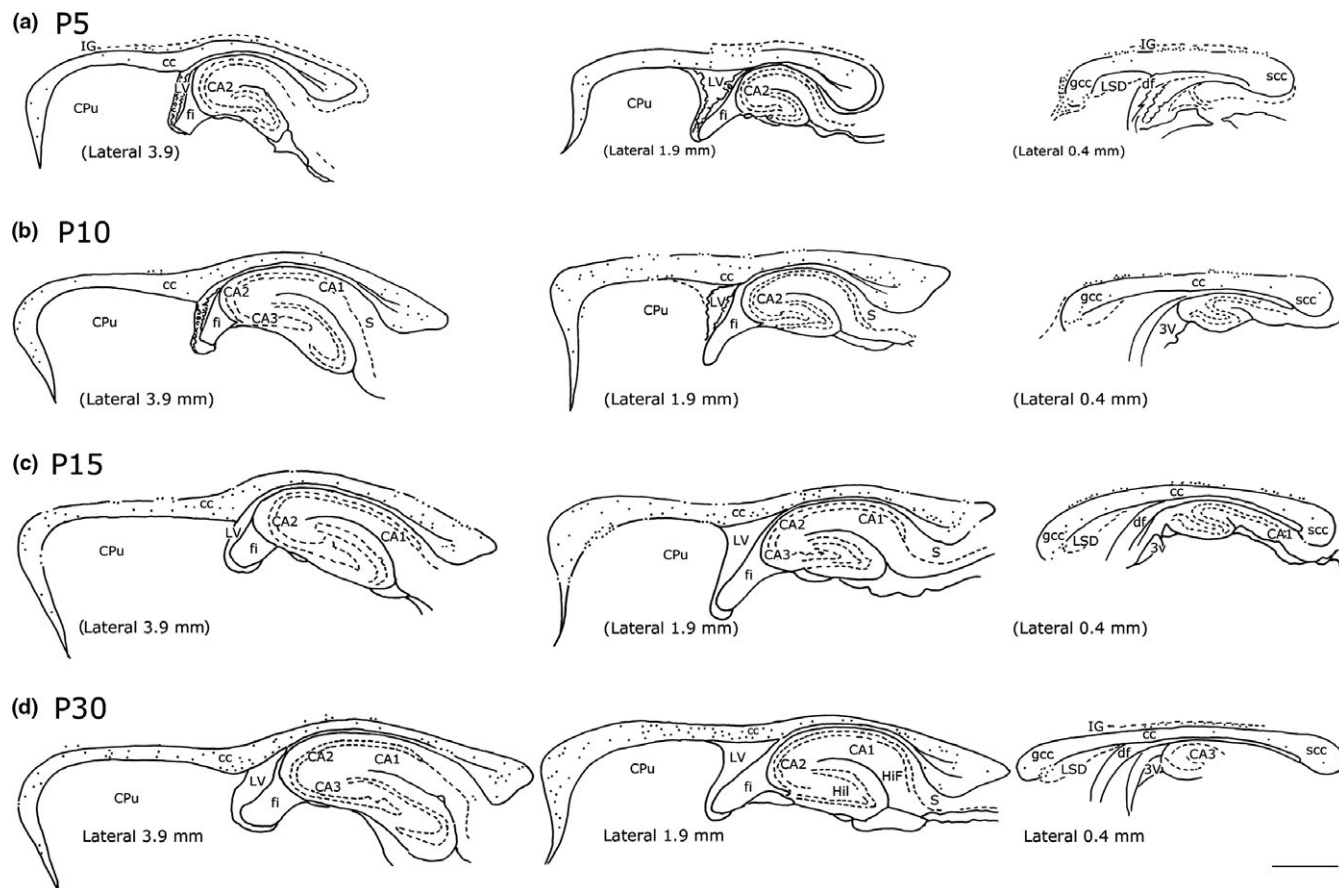 (a) P5
IG
cc
LV
CA2
CPu
fi
(Lateral 3.9)
LV
CA2
CPu
fi
(Lateral 1.9 mm)
IG
gcc
LSD
df
scc
(Lateral 0.4 mm)
(b) P10
cc
CA2
CA1
CPu
fi
CA3
S
(Lateral 3.9 mm)
cc
LV
CA2
CPu
fi
S
(Lateral 1.9 mm)
gcc
cc
scc
3V
(Lateral 0.4 mm)
(c) P15
cc
CA2
LV
CA1
CPu
fi
(Lateral 3.9 mm)
cc
CA2
CA1
LV
CPu
CA3
S
fi
(Lateral 1.9 mm)
cc
gcc
LSD
df
3v
CA1
scc
(Lateral 0.4 mm)
(d) P30
cc
CA2
CA1
LV
CA3
CPu
fi
Lateral 3.9 mm
cc
LV
CA2
CA1
CPu
HiF
fi
Hil
S
Lateral 1.9 mm
IG
cc
gcc
LSD
df
3V
CA3
scc
Lateral 0.4 mm